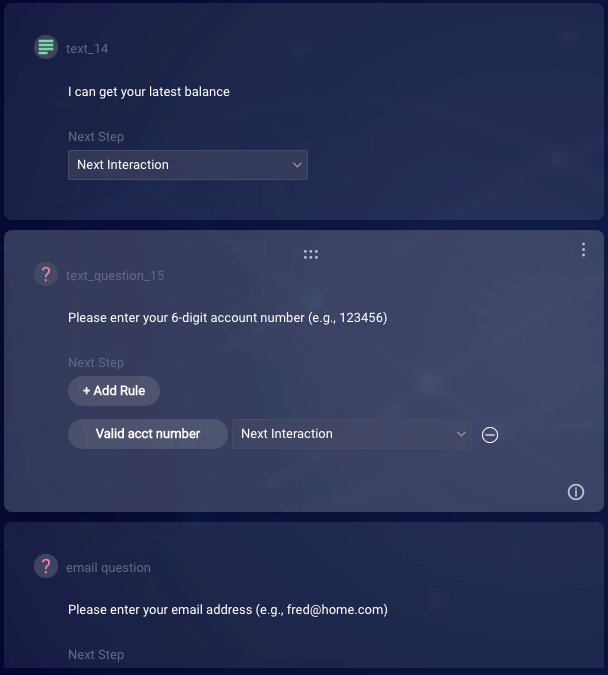 text_14
I can get your latest balance
Next Step
Next Interaction
text_question_15
Please enter your 6-digit account number (e.g., 123456)
Next Step
+ Add Rule
Valid acct number Next Interaction
email question
Please enter your email address (e.g., fred@home.com)
Next Step